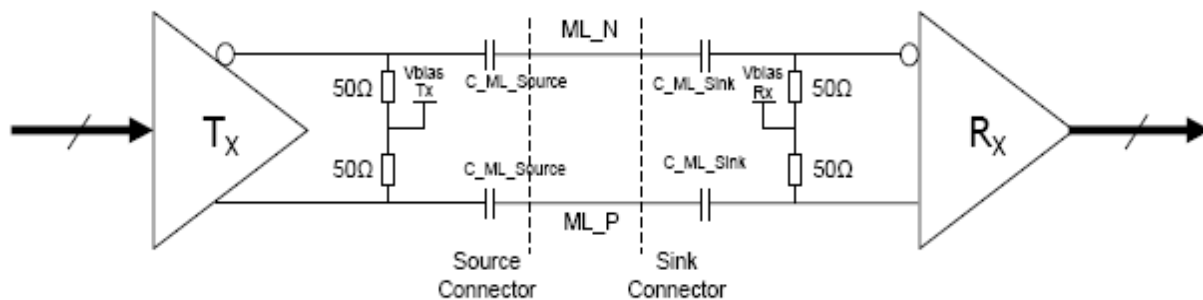 ML_N
C_ML_Source
C_ML_Sink
50Ω
Vbias
Tx
Vbias
Rx
50Ω
TX
RX
50Ω
C_ML_Source
C_ML_Sink
50Ω
ML_P
Source
Connector
Sink
Connector